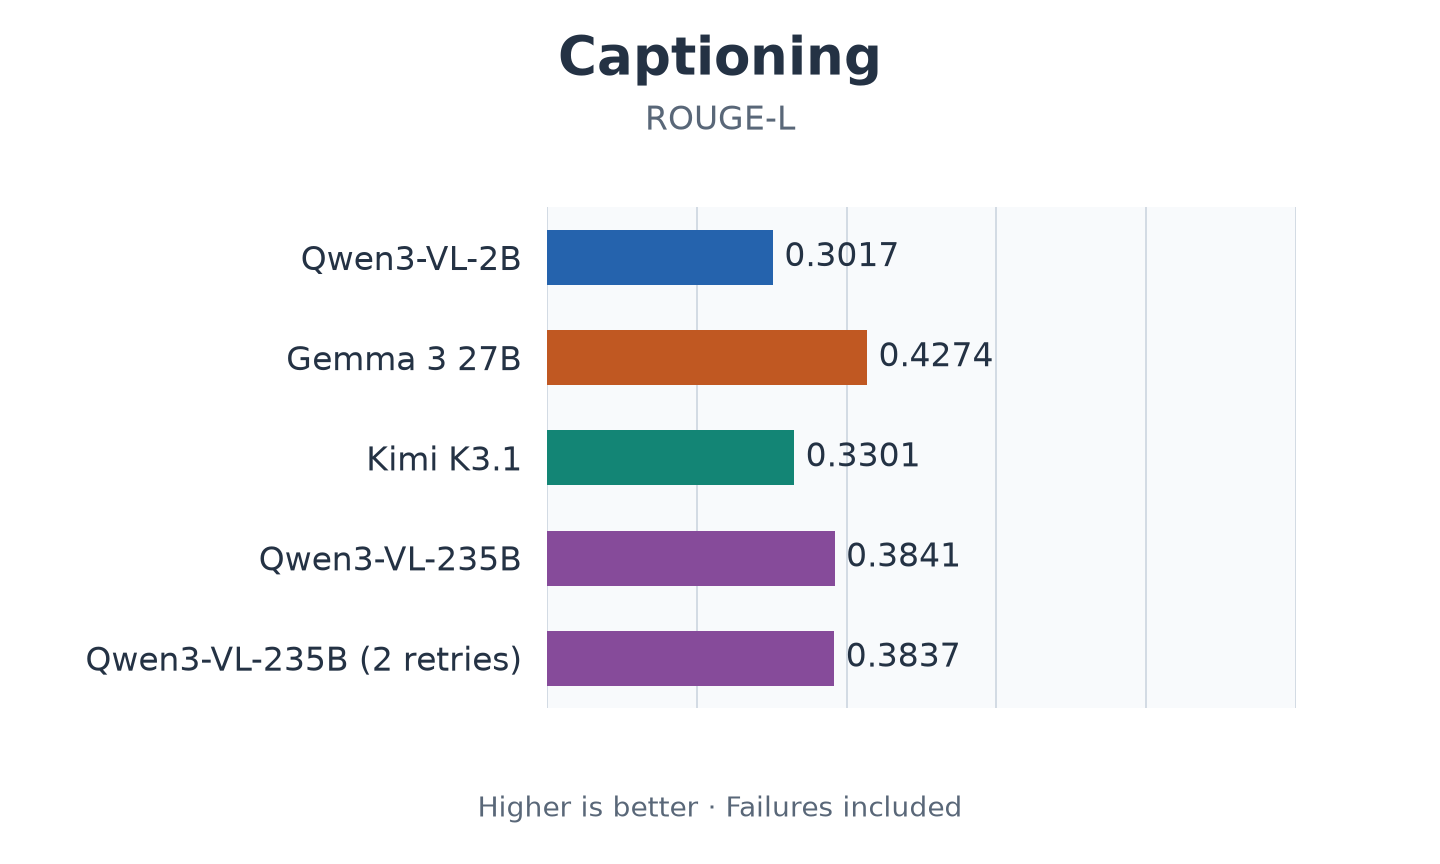 Captioning
ROUGE-L
Qwen3-VL-2B 0.3017
Gemma 3 27B 0.4274
Kimi K3.1 0.3301
Qwen3-VL-235B 0.3841
Qwen3-VL-235B (2 retries) 0.3837
Higher is better · Failures included